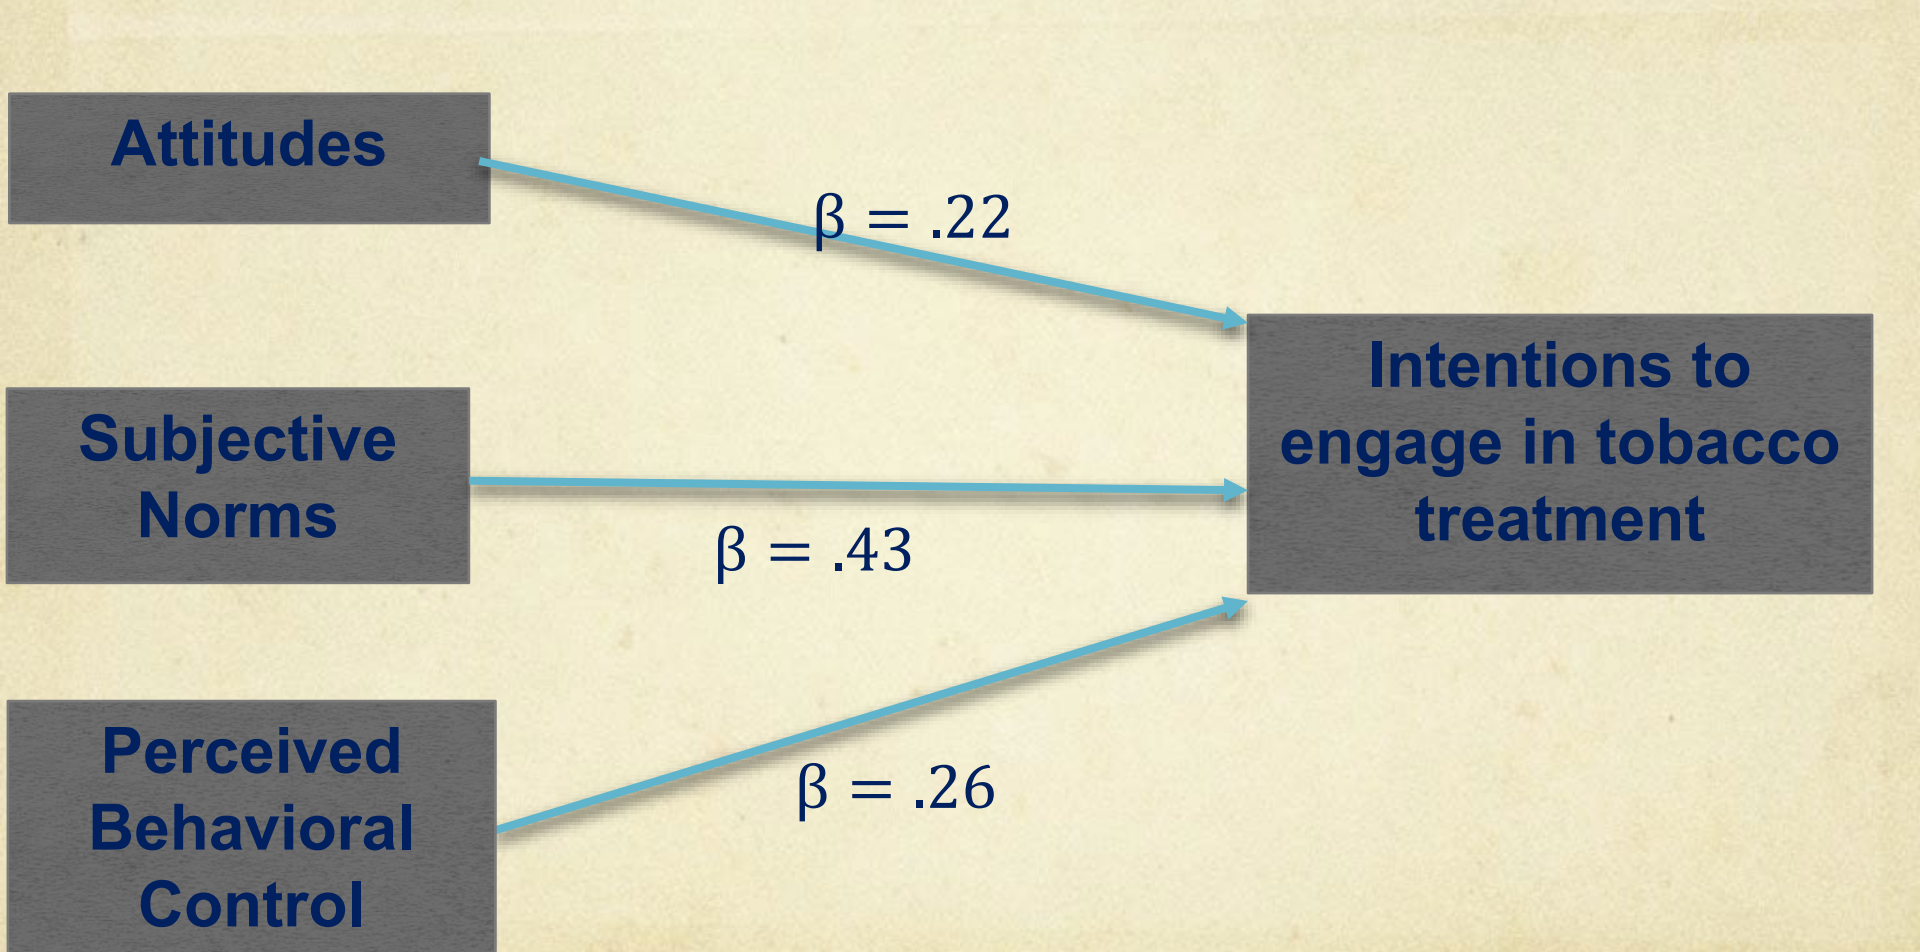 Attitudes
β = .22
Subjective
Norms
β = .43
Intentions to
engage in tobacco
treatment
Perceived
Behavioral
Control
β = .26